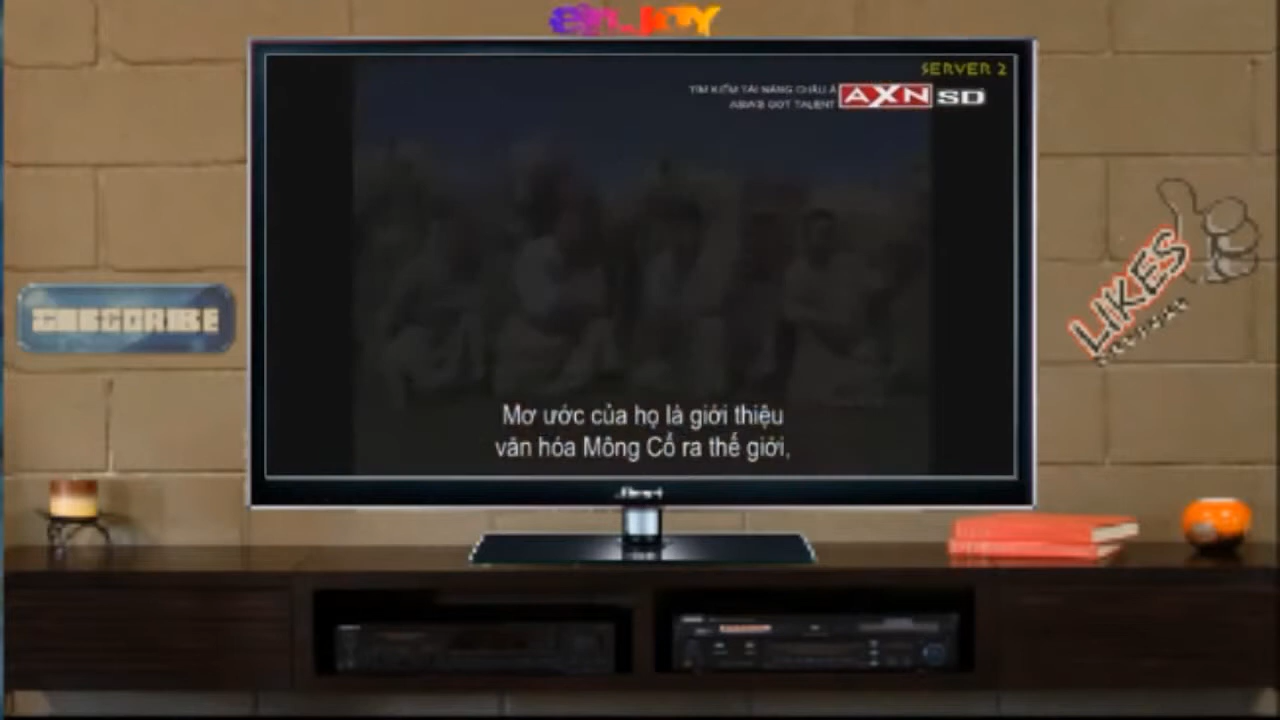 enjoy
SERVER 2
TÌM KIẾM TÀI NĂNG CHÂU Á
ASIA'S GOT TALENT
AXN SD
SUBSCRIBE
LIKES
Mơ ước của họ là giới thiệu
văn hóa Mông Cổ ra thế giới,